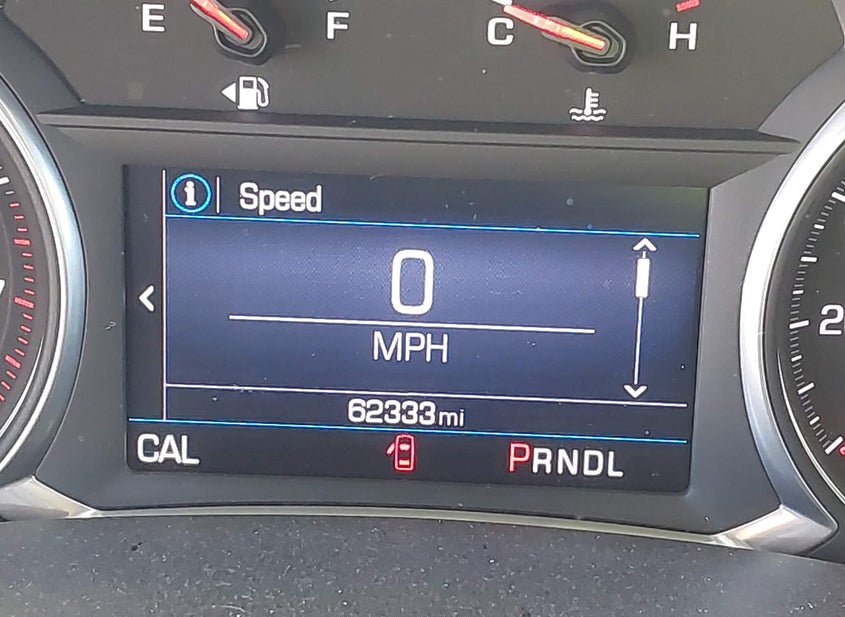 E F C H
Speed
0
MPH
62333mi
CAL PRNDL